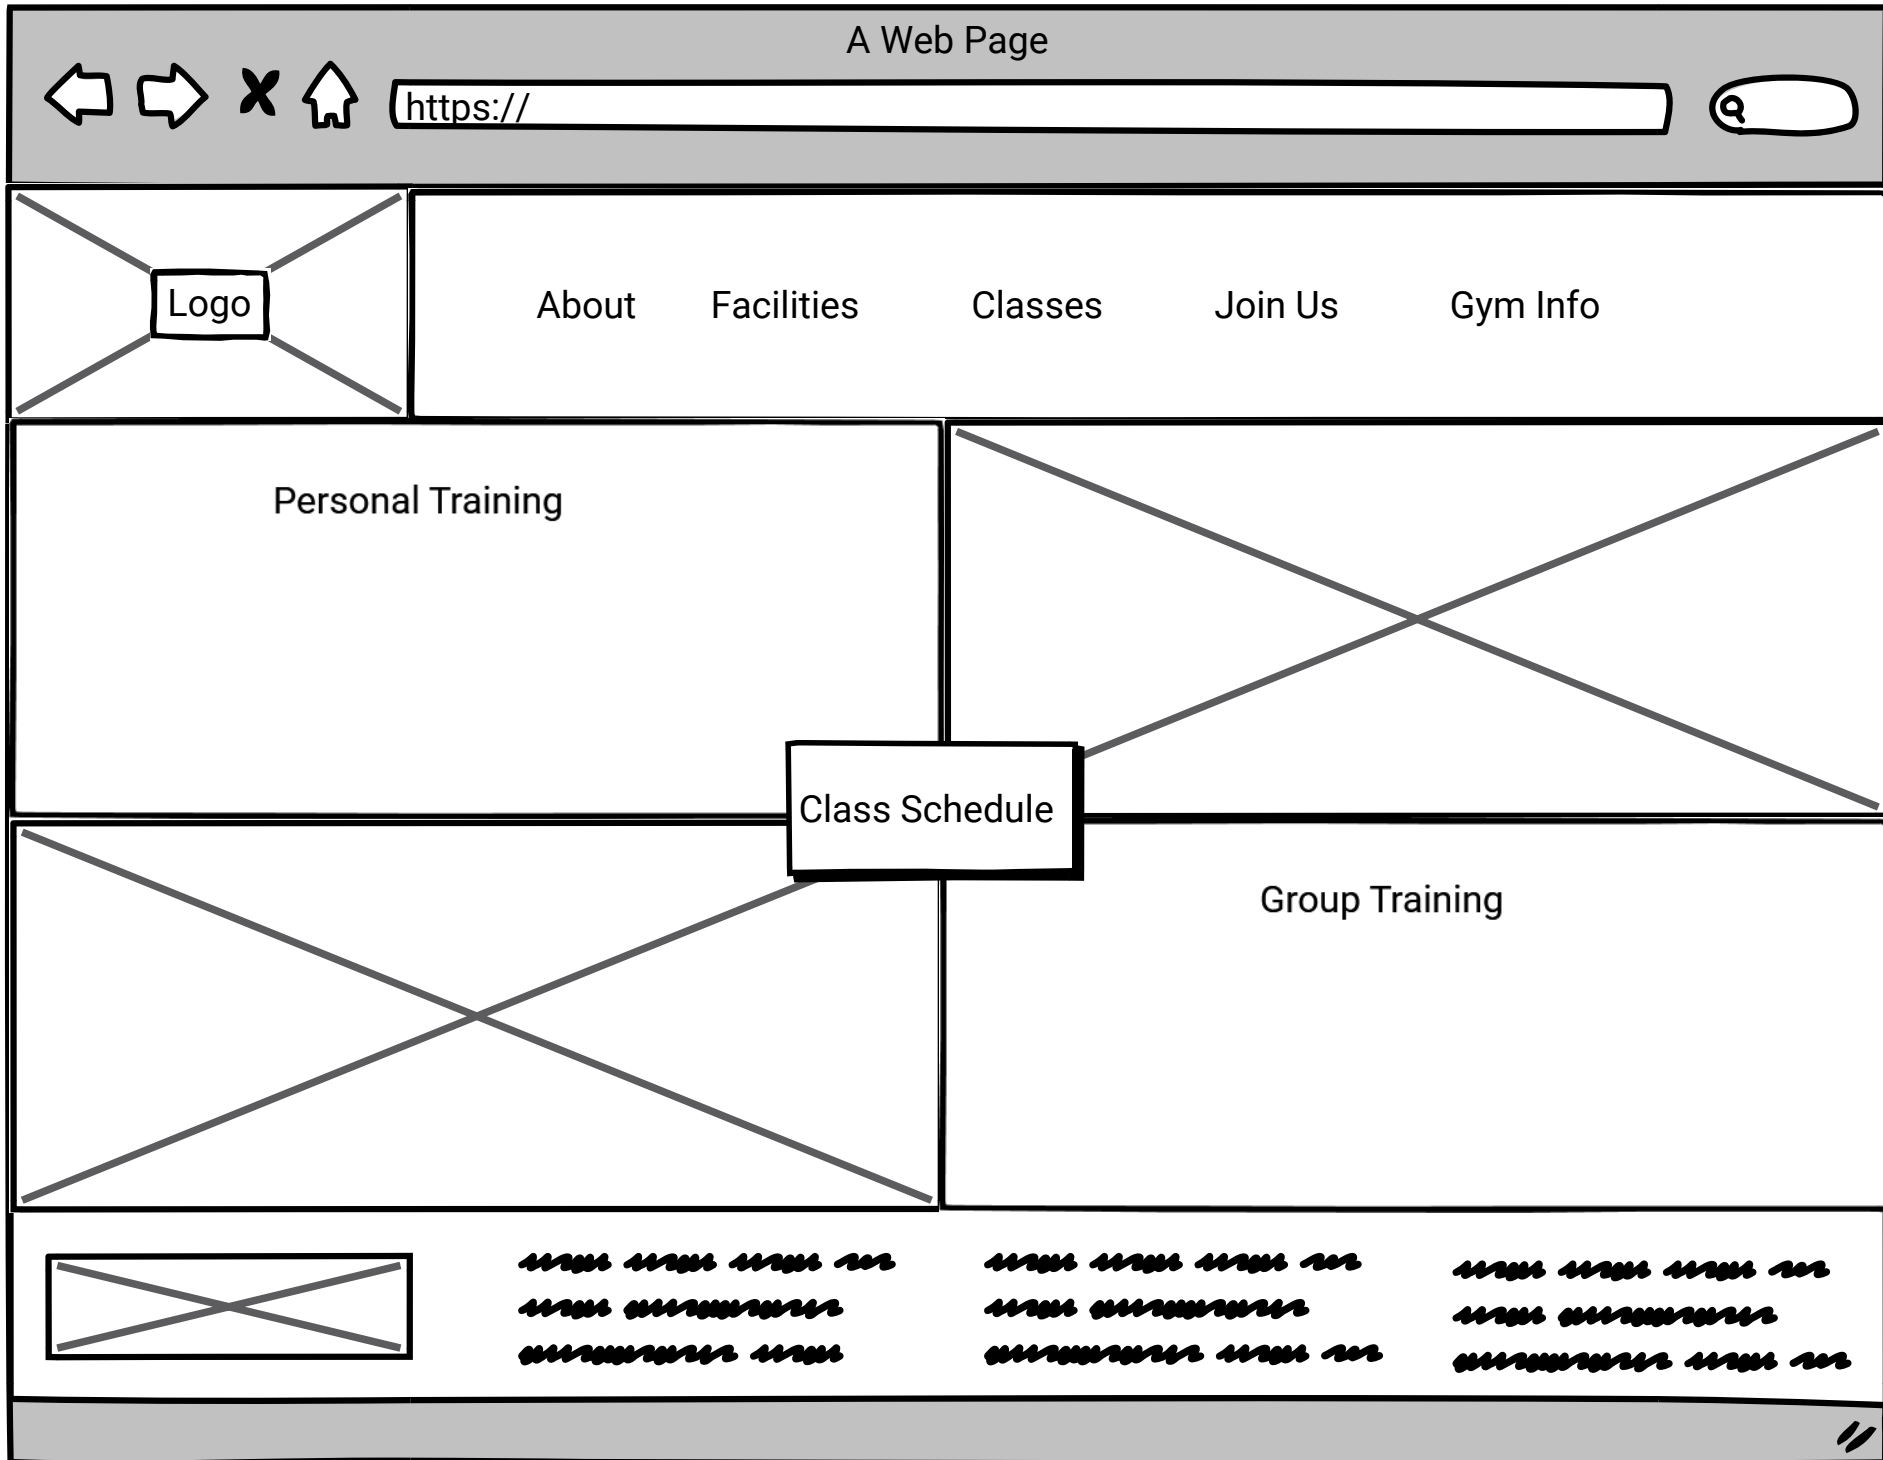 A Web Page
https://
Logo
About Facilities Classes Join Us Gym Info
Personal Training
Class Schedule
Group Training